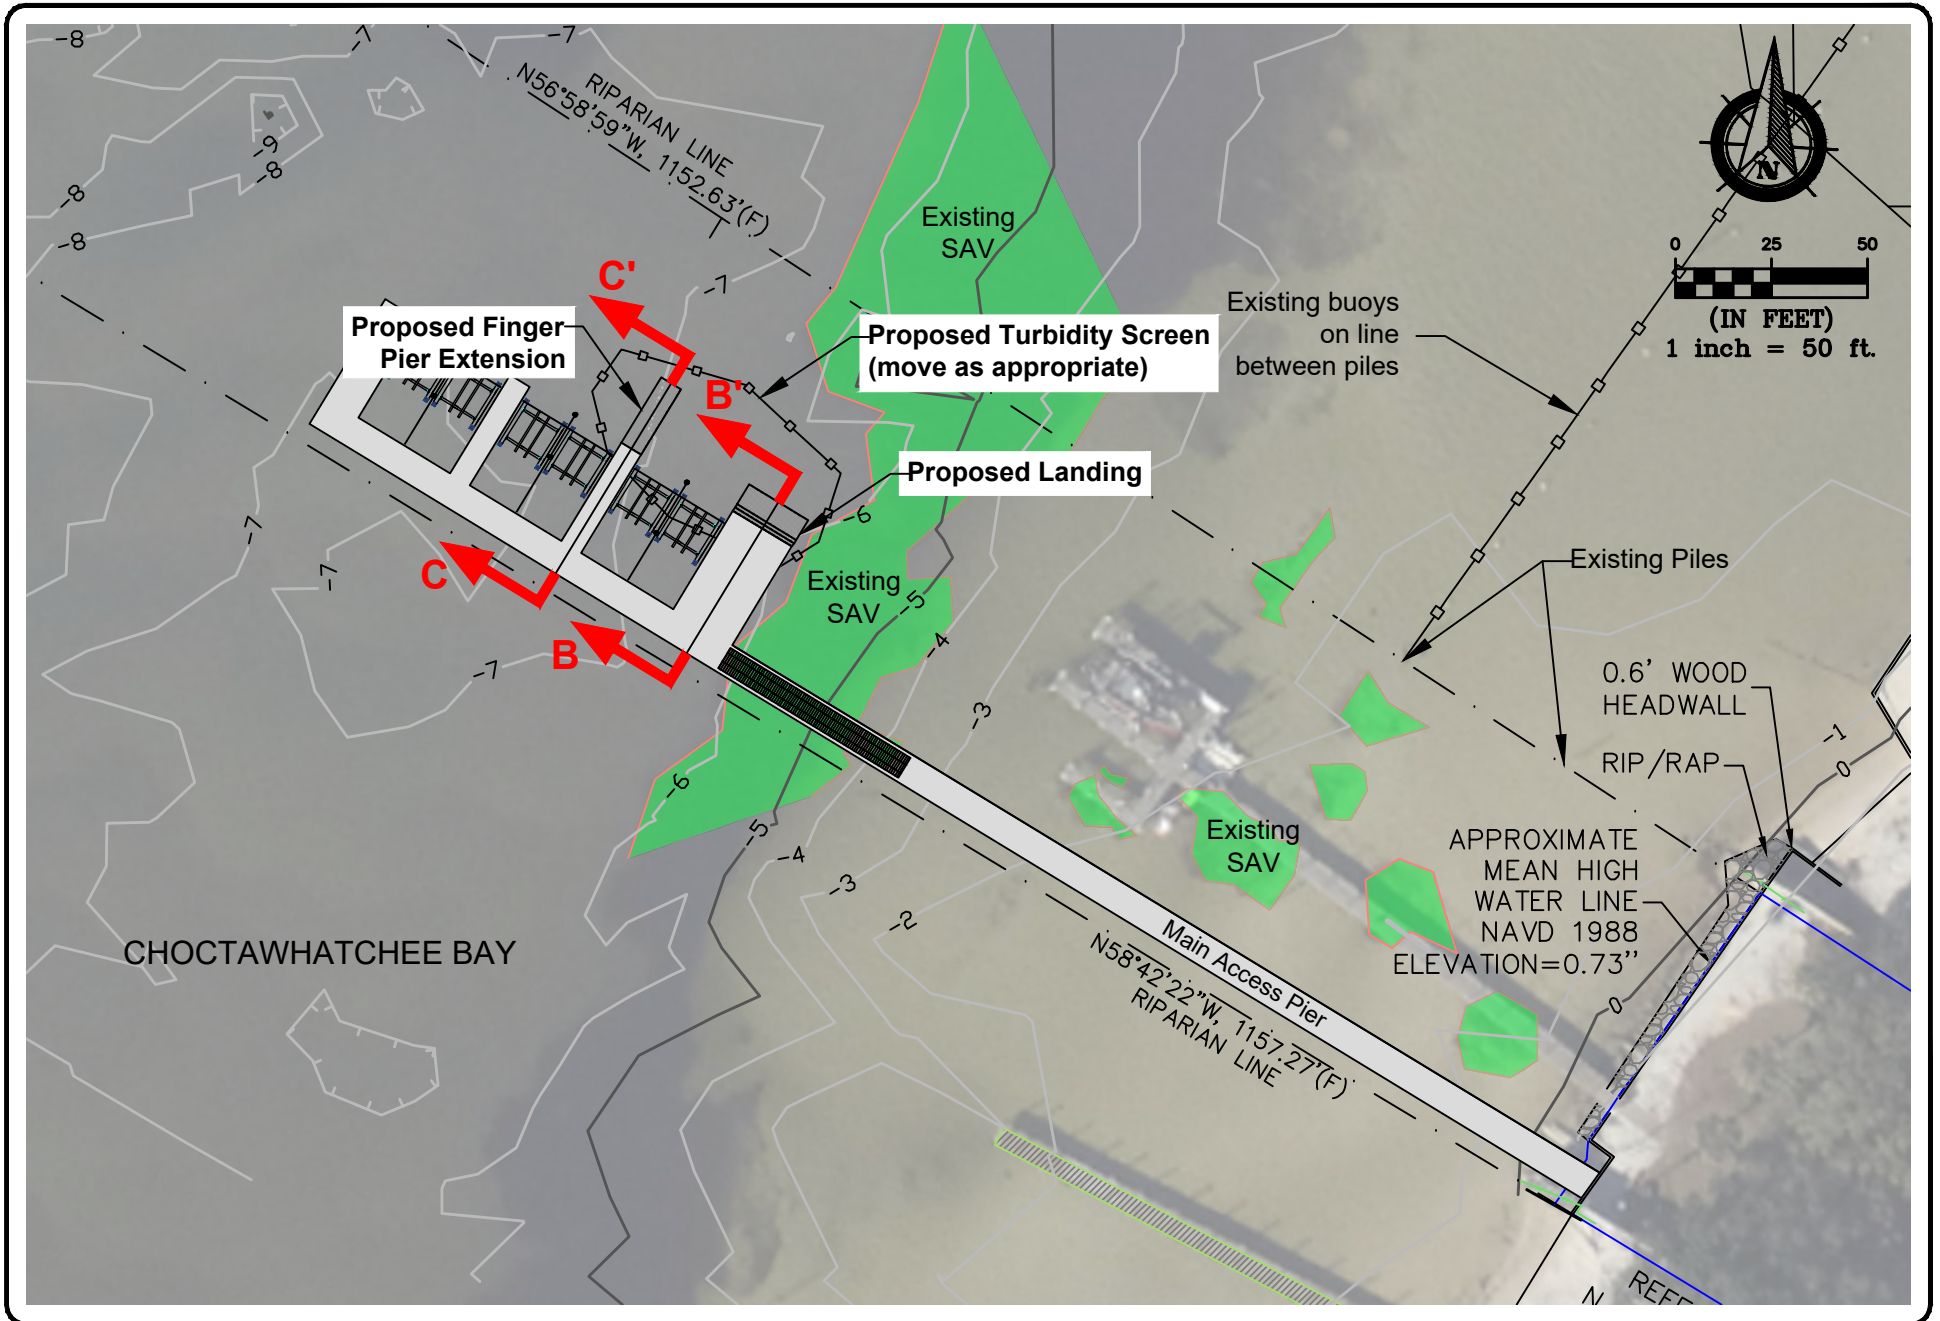 -8
-7
-7
RIPARIAN LINE
N56°58'59"W, 1152.63'(F)
-9
-8
-8
-8
-7
N
0 25 50
(IN FEET)
1 inch = 50 ft.
Existing
SAV
C'
Proposed Finger
Pier Extension
Proposed Turbidity Screen
(move as appropriate)
B'
Existing buoys
on line
between piles
Proposed Landing
-6
-7
-7
-7
C
B
Existing
SAV
-5
-4
-3
Existing Piles
0.6' WOOD
HEADWALL
RIP/RAP
-1
0
-6
-5
-4
-3
-2
Existing
SAV
APPROXIMATE
MEAN HIGH
WATER LINE
NAVD 1988
ELEVATION=0.73''
0
CHOCTAWHATCHEE BAY
Main Access Pier
N58°42'22"W, 1157.27'(F)
RIPARIAN LINE
REFE
N